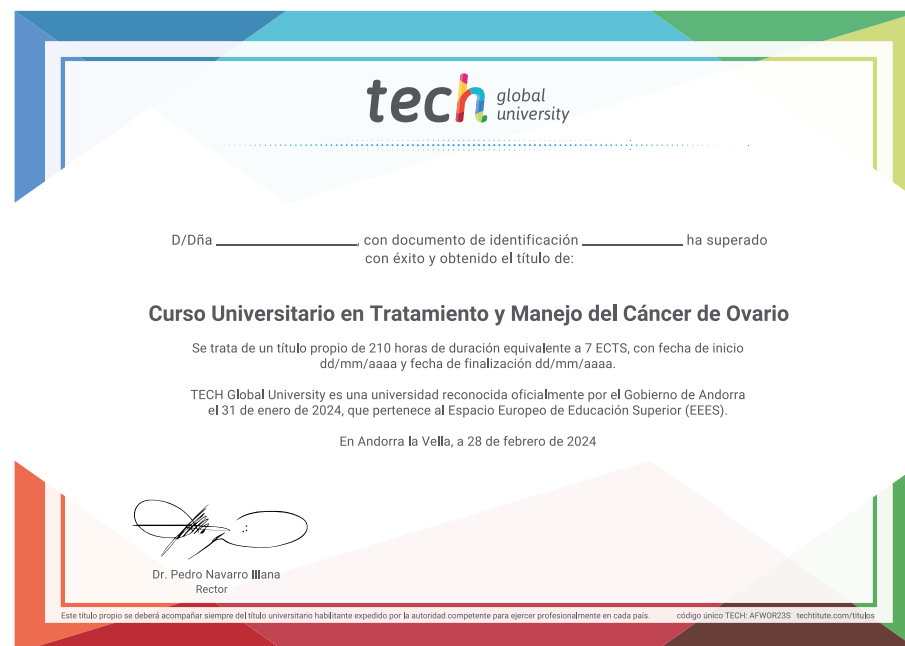 tech global university
D/Dña ____________________, con documento de identificación ______________ ha superado
con éxito y obtenido el título de:
Curso Universitario en Tratamiento y Manejo del Cáncer de Ovario
Se trata de un título propio de 210 horas de duración equivalente a 7 ECTS, con fecha de inicio
dd/mm/aaaa y fecha de finalización dd/mm/aaaa.
TECH Global University es una universidad reconocida oficialmente por el Gobierno de Andorra
el 31 de enero de 2024, que pertenece al Espacio Europeo de Educación Superior (EEES).
En Andorra la Vella, a 28 de febrero de 2024
Dr. Pedro Navarro Illana
Rector
Este título propio se deberá acompañar siempre del título universitario habilitante expedido por la autoridad competente para ejercer profesionalmente en cada país. código único TECH: AFWOR23S techtitute.com/titulos